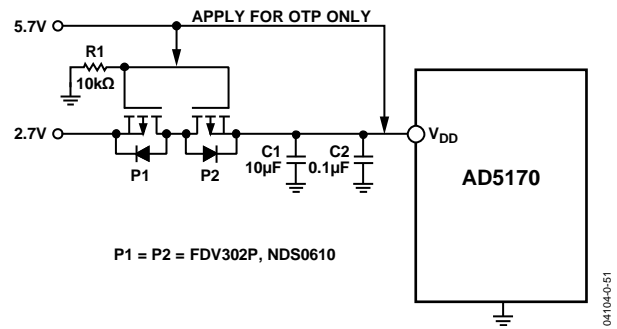 5.7V
APPLY FOR OTP ONLY
R1
10kΩ
2.7V
P1
P2
C1
10µF
C2
0.1µF
VDD
AD5170
P1 = P2 = FDV302P, NDS0610
04104-0-51